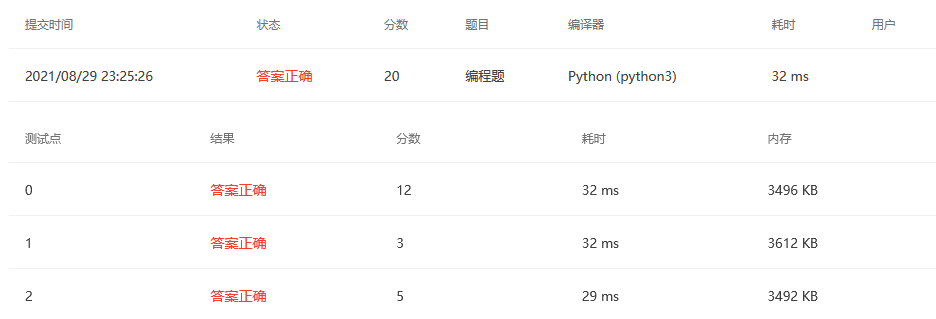 提交时间 状态 分数 题目 编译器 耗时 用户
2021/08/29 23:25:26 答案正确 20 编程题 Python (python3) 32 ms
测试点 结果 分数 耗时 内存
0 答案正确 12 32 ms 3496 KB
1 答案正确 3 32 ms 3612 KB
2 答案正确 5 29 ms 3492 KB